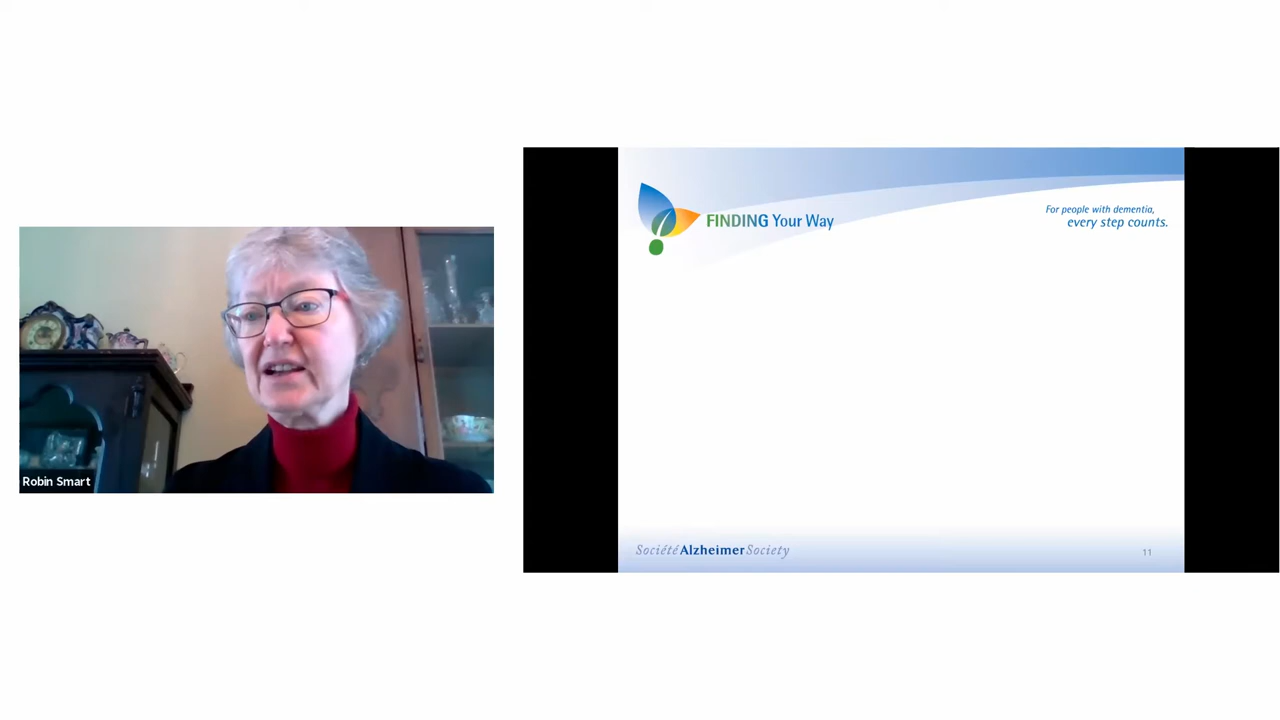 Robin Smart
FINDING Your Way
For people with dementia,
every step counts.
Société Alzheimer Society
11